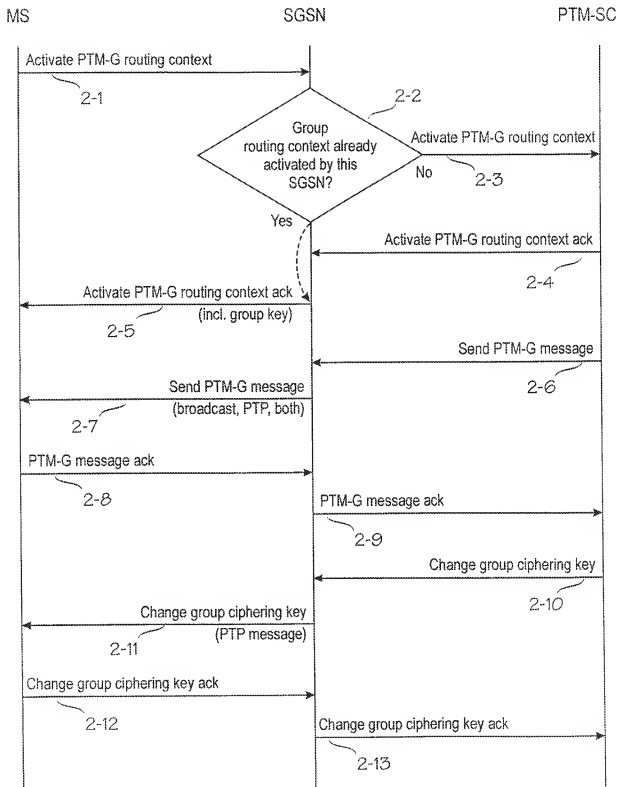 MS SGSN PTM-SC
Activate PTM-G routing context
2-1
2-2
Group
routing context already
activated by this
SGSN?
Activate PTM-G routing context
No
2-3
Yes
Activate PTM-G routing context ack
2-4
Activate PTM-G routing context ack
2-5
(incl. group key)
Send PTM-G message
2-6
Send PTM-G message
2-7
(broadcast, PTP, both)
PTM-G message ack
2-8
PTM-G message ack
2-9
Change group ciphering key
2-10
Change group ciphering key
2-11
(PTP message)
Change group ciphering key ack
2-12
Change group ciphering key ack
2-13